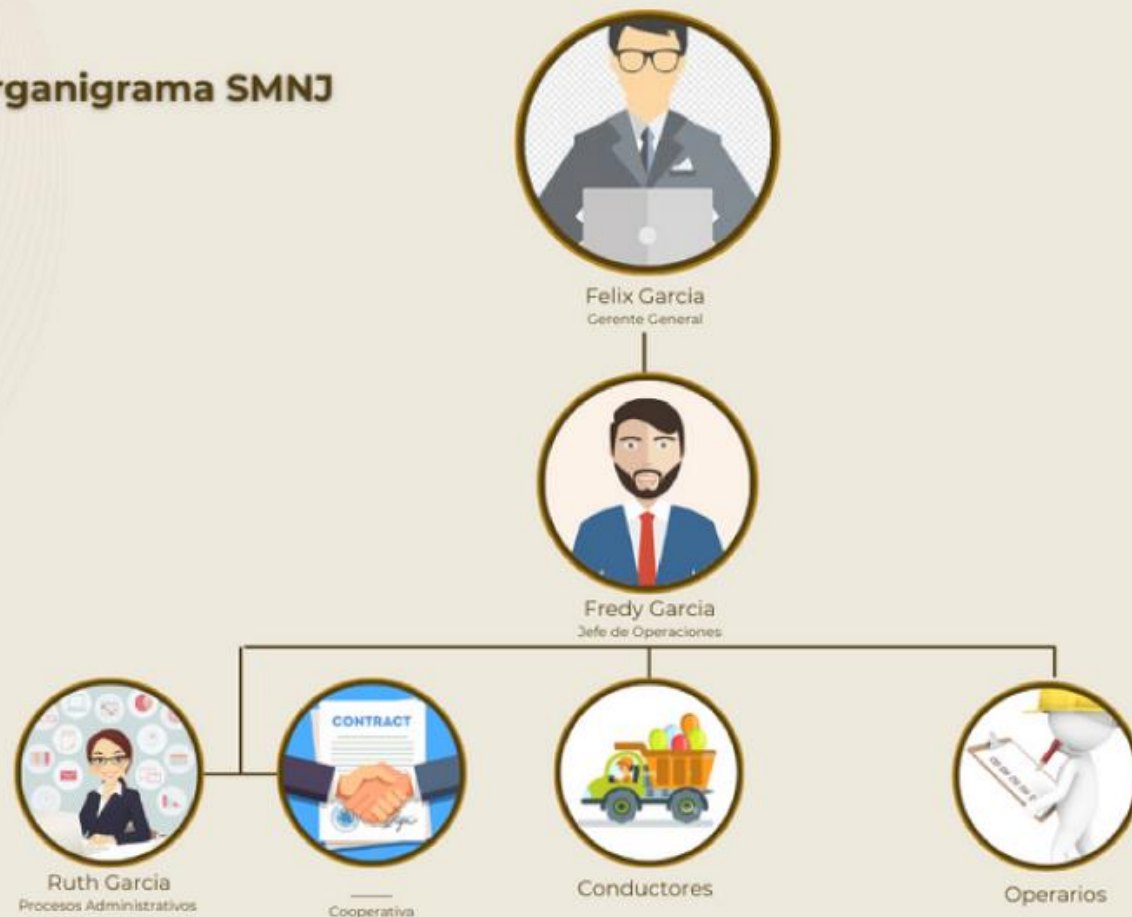 rganigrama SMNJ
Felix Garcia
Gerente General
Fredy Garcia
Jefe de Operaciones
CONTRACT
Ruth Garcia
Procesos Administrativos
Cooperativa
Conductores
Operarios